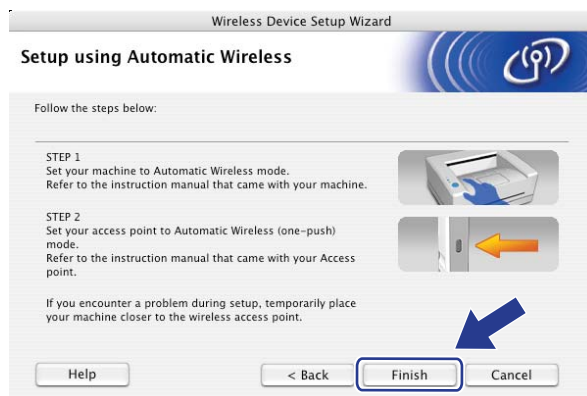 Wireless Device Setup Wizard
Setup using Automatic Wireless
Follow the steps below:
STEP 1
Set your machine to Automatic Wireless mode.
Refer to the instruction manual that came with your machine.
STEP 2
Set your access point to Automatic Wireless (one-push)
mode.
Refer to the instruction manual that came with your Access
point.
If you encounter a problem during setup, temporarily place
your machine closer to the wireless access point.
Help
< Back
Finish
Cancel